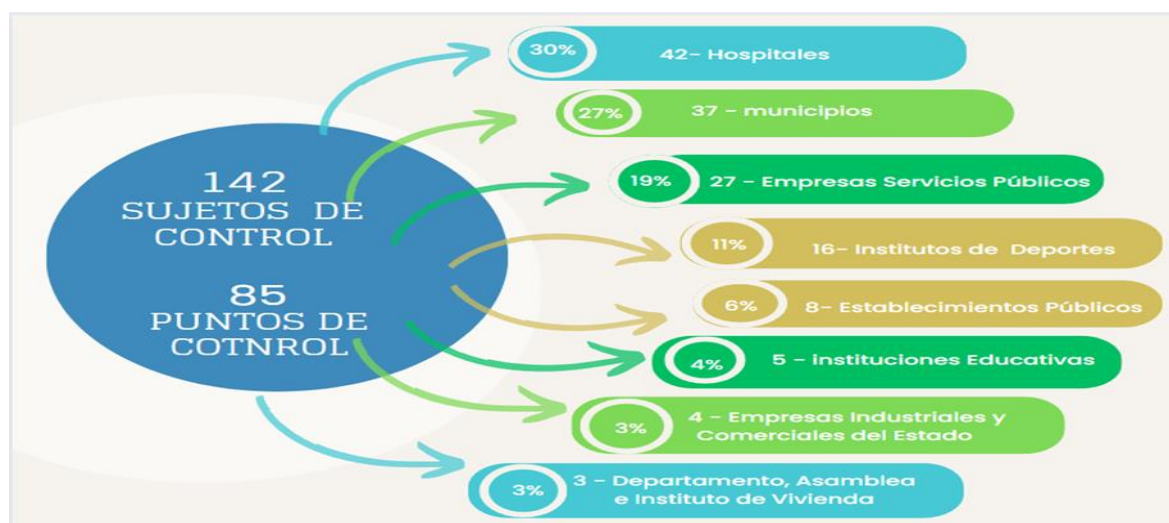 142
SUJETOS DE
CONTROL
85
PUNTOS DE
COTNROL
30%
42- Hospitales
27%
37 - municipios
19%
27 - Empresas Servicios Públicos
11%
16- Institutos de Deportes
6%
8- Establecimientos Públicos
4%
5 - instituciones Educativas
3%
4 - Empresas Industriales y
Comerciales del Estado
3%
3 - Departamento, Asamblea
e Instituto de Vivienda